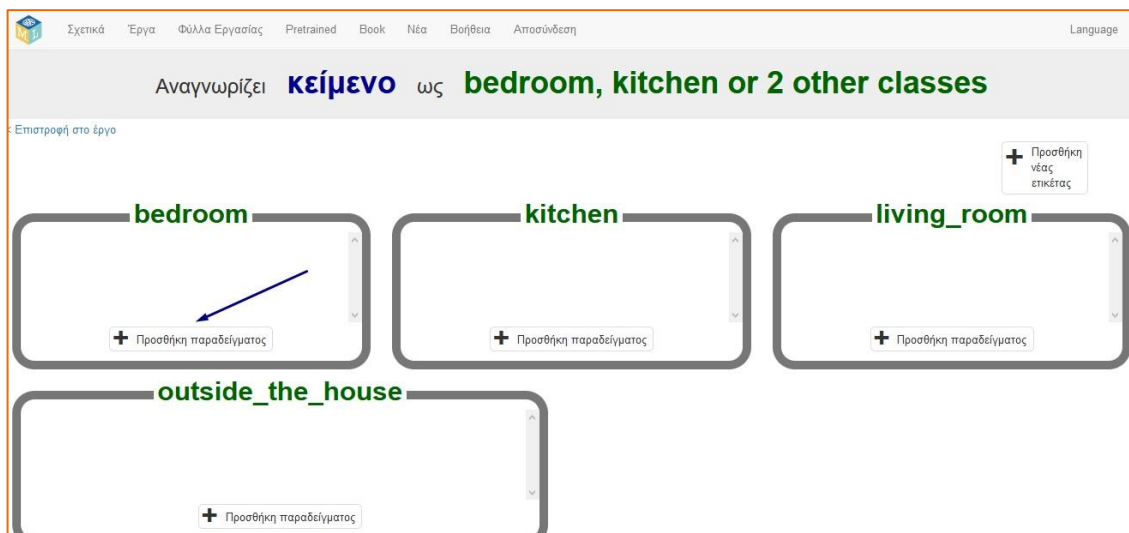 Σχετικά Έργα Φύλλα Εργασίας Pretrained Book Νέα Βοήθεια Αποσύνδεση Language
Αναγνωρίζει κείμενο ως bedroom, kitchen or 2 other classes
< Επιστροφή στο έργο
Προσθήκη
νέας
ετικέτας
bedroom kitchen living_room
Προσθήκη παραδείγματος Προσθήκη παραδείγματος Προσθήκη παραδείγματος
outside_the_house
Προσθήκη παραδείγματος